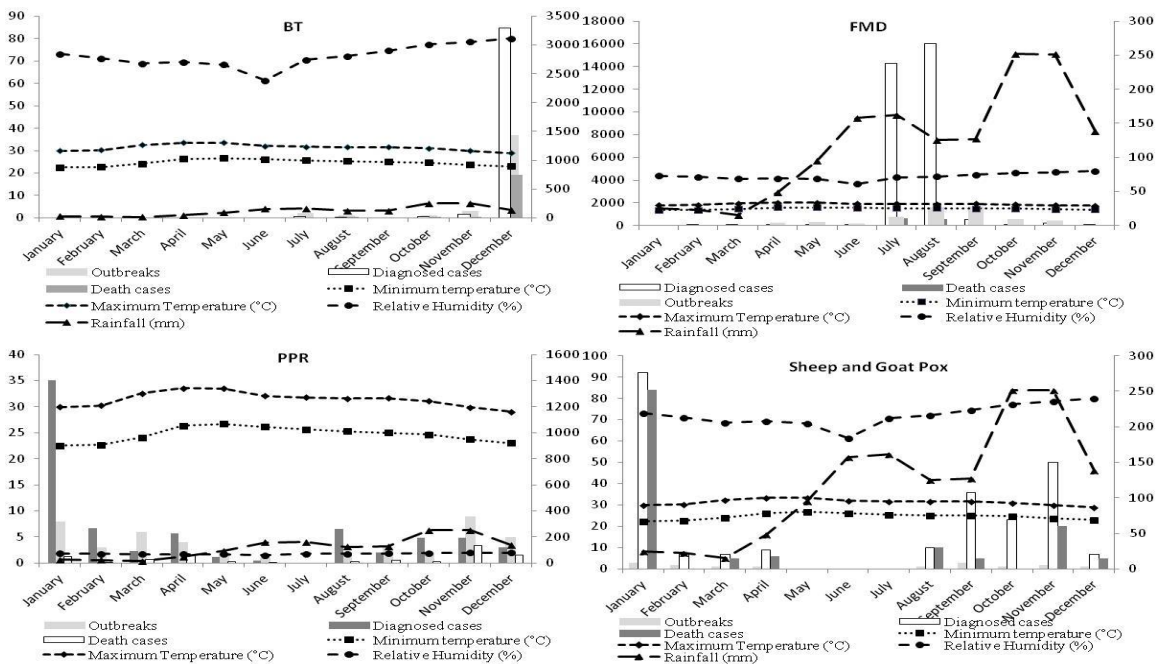 BT
90
80
70
60
50
40
30
20
10
0
3500
3000
2500
2000
1500
1000
500
0
January
February
March
April
May
June
July
August
September
October
November
December
Outbreaks
Diagnosed cases
Death cases
Minimum Temperature (°C)
Maximum Temperature (°C)
Relative Humidity (%)
Rainfall (mm)
FMD
18000
16000
14000
12000
10000
8000
6000
4000
2000
0
300
250
200
150
100
50
0
January
February
March
April
May
June
July
August
September
October
November
December
Diagnosed cases
Death cases
Outbreaks
Minimum Temperature (°C)
Maximum Temperature (°C)
Relative Humidity (%)
Rainfall (mm)
PPR
40
35
30
25
20
15
10
5
0
1600
1400
1200
1000
800
600
400
200
0
January
February
March
April
May
June
July
August
September
October
November
December
Outbreaks
Diagnosed cases
Death cases
Minimum temperature (°C)
Maximum Temperature (°C)
Relative Humidity (%)
Rainfall (mm)
Sheep and Goat Pox
100
90
80
70
60
50
40
30
20
10
0
300
250
200
150
100
50
0
January
February
March
April
May
June
July
August
September
October
November
December
Outbreaks
Diagnosed cases
Death cases
Minimum temperature (°C)
Maximum Temperature (°C)
Relative Humidity (%)
Rainfall (mm)